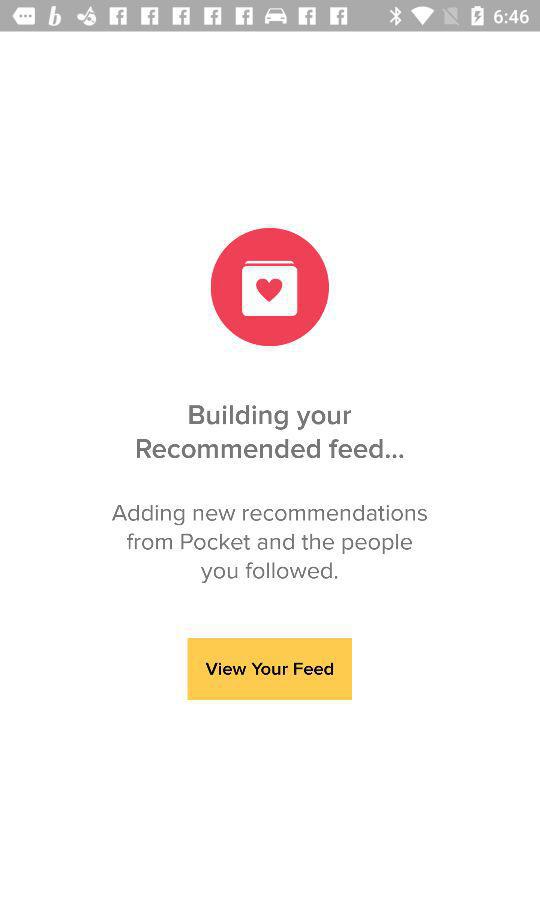 6:46
Building your
Recommended feed...
Adding new recommendations
from Pocket and the people
you followed.
View Your Feed